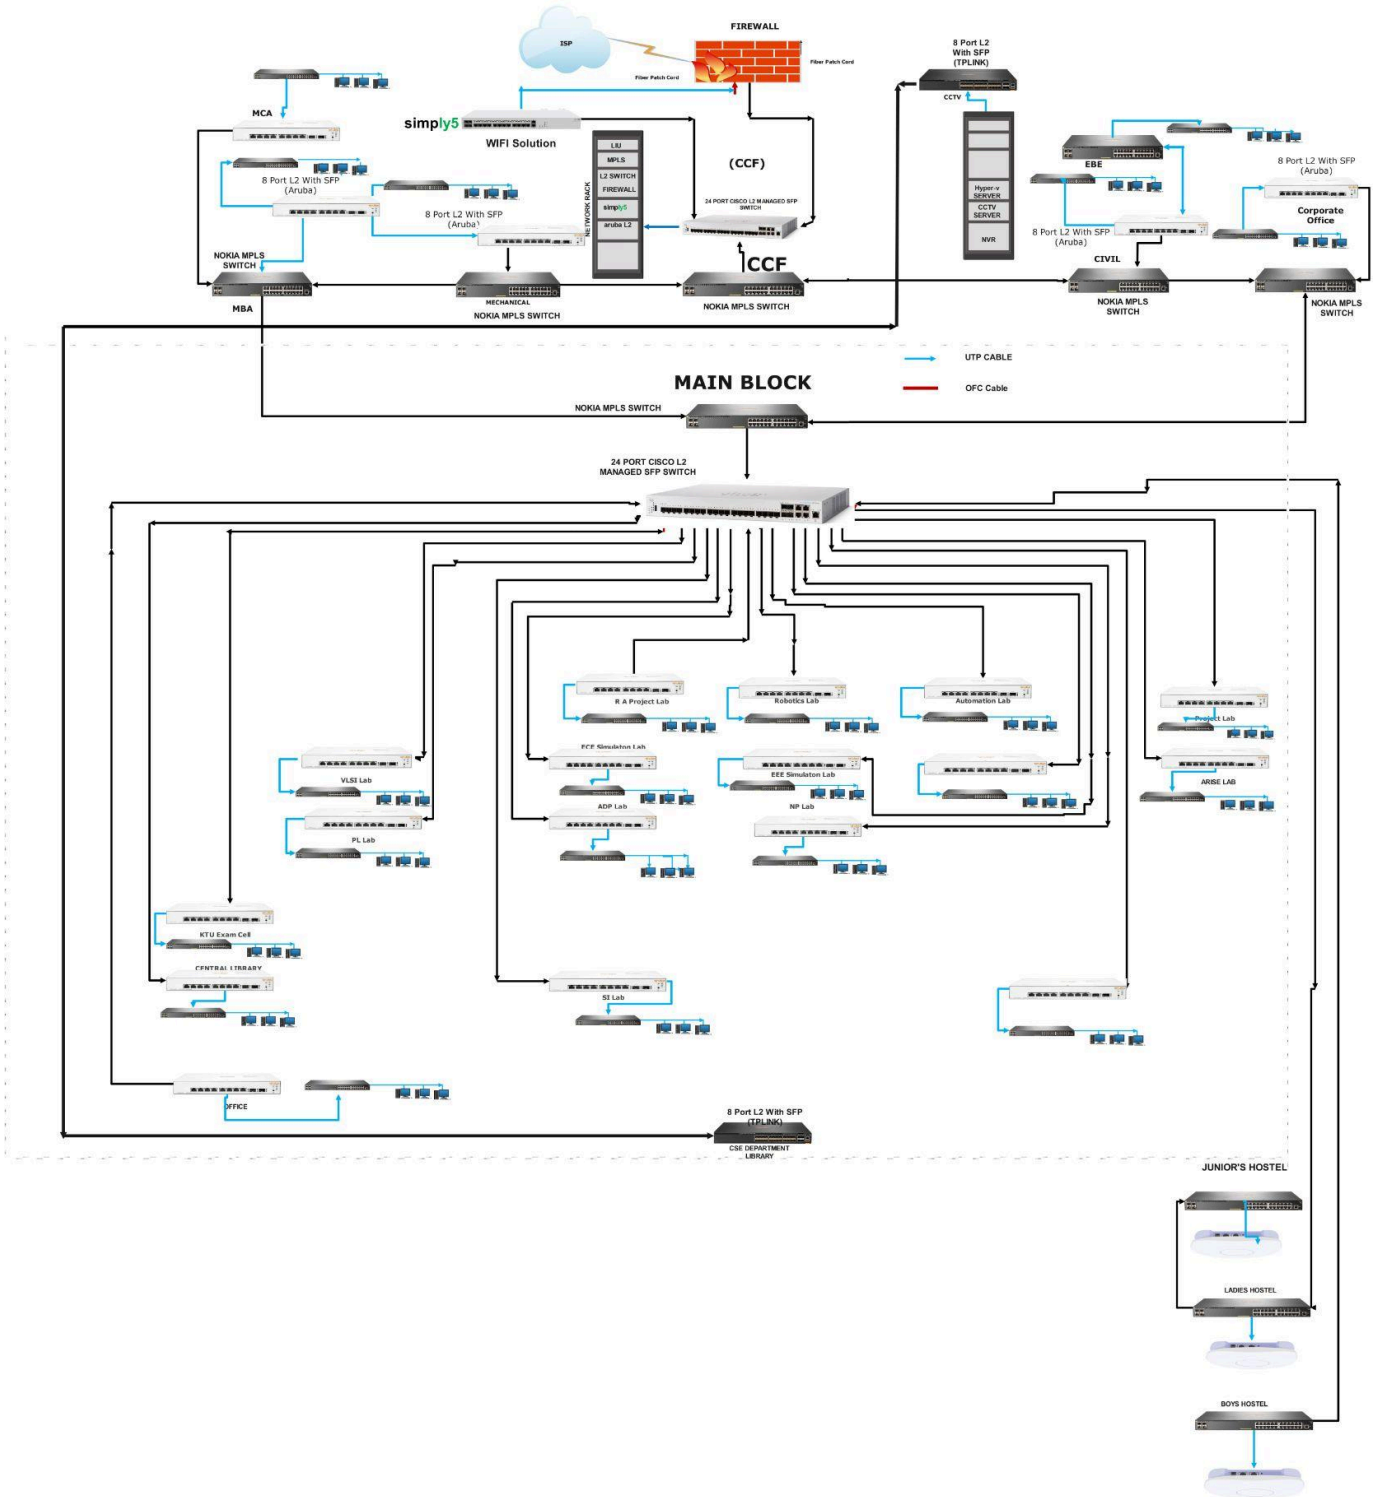 FIREWALL
ISP
Fiber Patch Cord
Fiber Patch Cord
8 Port L2
With SFP
(TPLINK)
CCTV
MCA
simply5
WIFI Solution
(CCF)
NETWORK RACK
LIU
MPLS
L2 SWITCH
FIREWALL
simply5
aruba L2
24 PORT CISCO L2 MANAGED SFP
SWITCH
Hyper-v
SERVER
CCTV
SERVER
NVR
EBE
8 Port L2 With SFP
(Aruba)
Corporate
Office
8 Port L2 With SFP
(Aruba)
8 Port L2 With SFP
(Aruba)
8 Port L2 With SFP
(Aruba)
CIVIL
NOKIA MPLS
SWITCH
MBA
MECHANICAL
NOKIA MPLS SWITCH
CCF
NOKIA MPLS SWITCH
NOKIA MPLS
SWITCH
NOKIA MPLS
SWITCH
UTP CABLE
OFC Cable
MAIN BLOCK
NOKIA MPLS SWITCH
24 PORT CISCO L2
MANAGED SFP SWITCH
R A Project Lab
Robotics Lab
Automation Lab
Project Lab
ECE Simulaton Lab
VLSI Lab
EEE Simulaton Lab
ARISE LAB
ADP Lab
NP Lab
PL Lab
KTU Exam Cell
CENTRAL LIBRARY
SI Lab
OFFICE
8 Port L2 With SFP
(TPLINK)
CSE DEPARTMENT
LIBRARY
JUNIOR'S HOSTEL
LADIES HOSTEL
BOYS HOSTEL